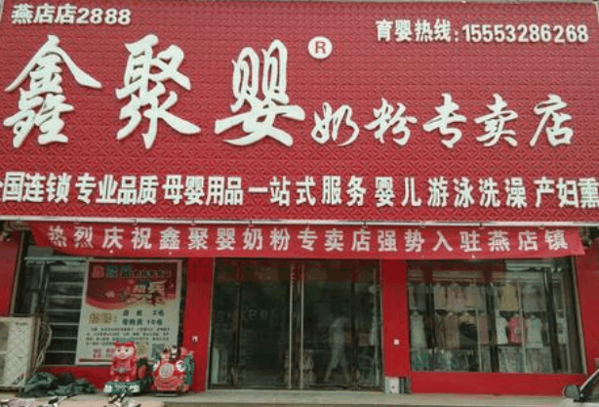 燕店店2888
育婴热线:15553286268
鑫聚婴®奶粉专卖店
国连锁 专业品质 母婴用品 一站式服务 婴儿游泳洗澡 产妇熏
热烈庆祝鑫聚婴奶粉专卖店强势入驻燕店镇